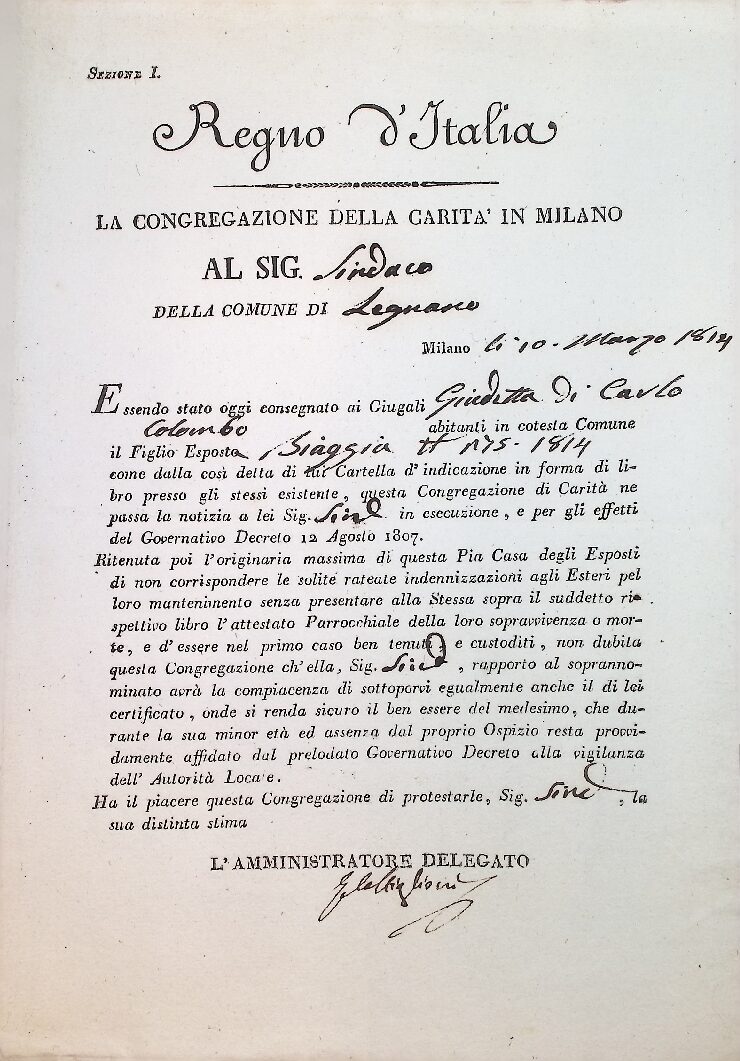 SEZIONE I.
Regno d'Italia
LA CONGREGAZIONE DELLA CARITA' IN MILANO
AL SIG. Sindaco
DELLA COMUNE DI Legnano
Milano li 10. Marzo 1814
Essendo stato oggi consegnato ai Giugali Giuditta Di Carlo
Colombo abitanti in cotesta Comune
il Figlio Esposta Biaggia 1814
come dalla così detta di lui Cartella d'indicazione in forma di li-
bro presso gli stessi esistente, questa Congregazione di Carità ne
passa la notizia a lei Sig. Sind in esecuzione, e per gli effetti
del Governativo Decreto 12 Agosto 1807.
Ritenuta poi l'originaria massima di questa Pia Casa degli Esposti
di non corrispondere le solite rateate indennizzazioni agli Esteri pel
loro mantenimento senza presentare alla Stessa sopra il suddetto ri-
spettivo libro l'attestato Parrocchiale della loro sopravvivenza o mor-
te, e d'essere nel primo caso ben tenuti, e custoditi, non dubita
questa Congregazione ch'ella, Sig. Sind, rapporto al sopranno-
minato avrà la compiacenza di sottoporvi egualmente anche il di lei
certificato, onde si renda sicuro il ben essere del medesimo, che du-
rante la sua minor età ed assenza dal proprio Ospizio resta provvi-
damente affidato dal prelodato Governativo Decreto alla vigilanza
dell' Autorità Locale.
Ha il piacere questa Congregazione di protestarle, Sig. Sind, la
sua distinta stima
L'AMMINISTRATORE DELEGATO